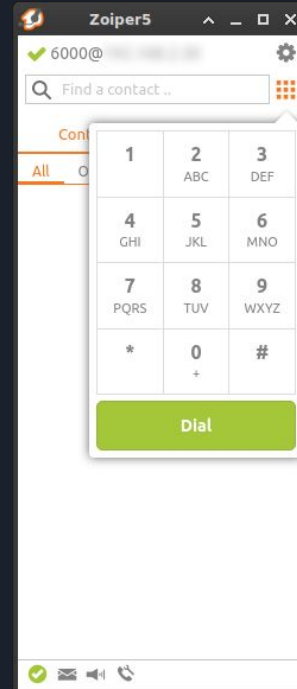 Zoiper5
6000@
Find a contact ..
Cont
All O
1 2 3
ABC DEF
4 5 6
GHI JKL MNO
7 8 9
PQRS TUV WXYZ
* 0 #
+
Dial